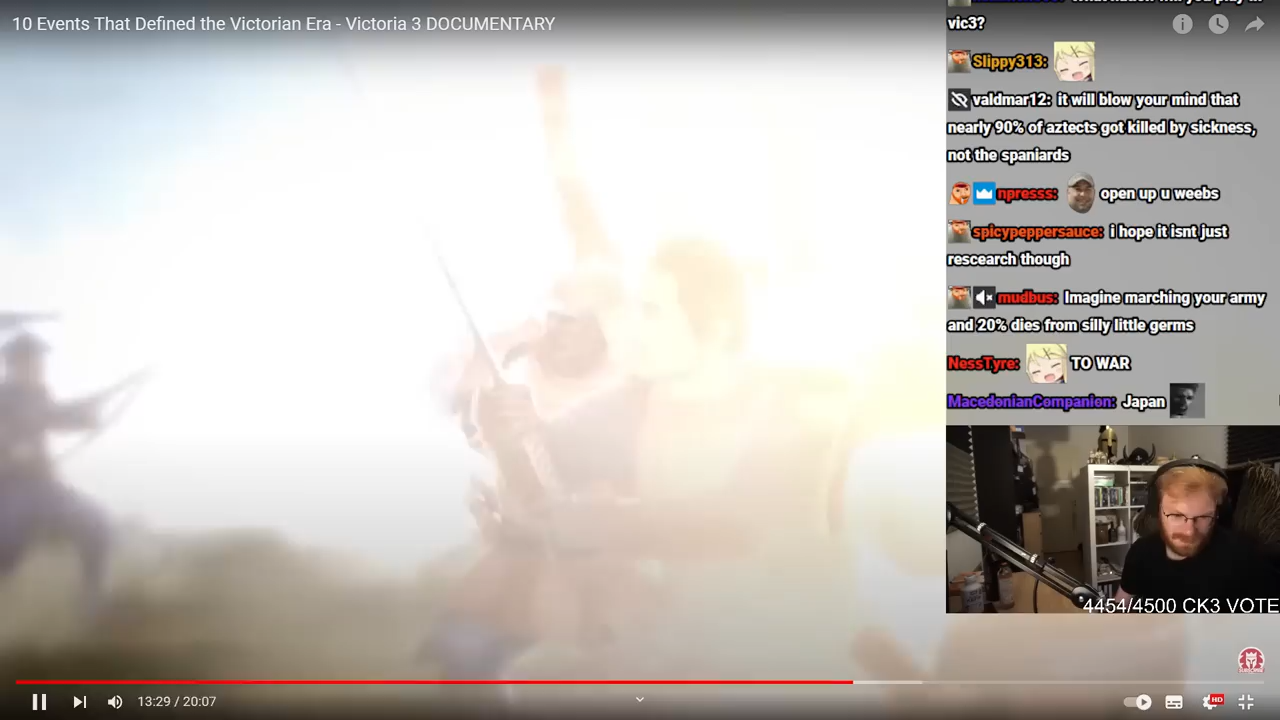 10 Events That Defined the Victorian Era - Victoria 3 DOCUMENTARY
vic3?
Slippy313:
valdmar12: it will blow your mind that
nearly 90% of aztects got killed by sickness,
not the spaniards
npresss: open up u weebs
spicypeppersauce: i hope it isnt just
rescearch though
mudbus: Imagine marching your army
and 20% dies from silly little germs
NessTyre: TO WAR
MacedonianCompanion: Japan
4454/4500 CK3 VOTE
13:29 / 20:07
HD